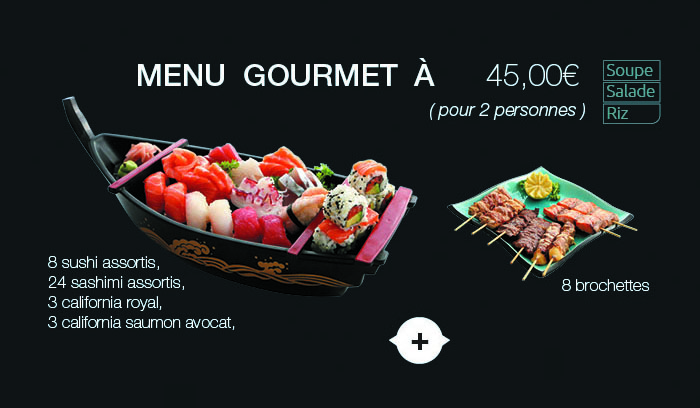 MENU GOURMET À 45,00€
( pour 2 personnes )
Soupe
Salade
Riz
8 sushi assortis,
24 sashimi assortis,
3 california royal,
3 california saumon avocat,
+
8 brochettes